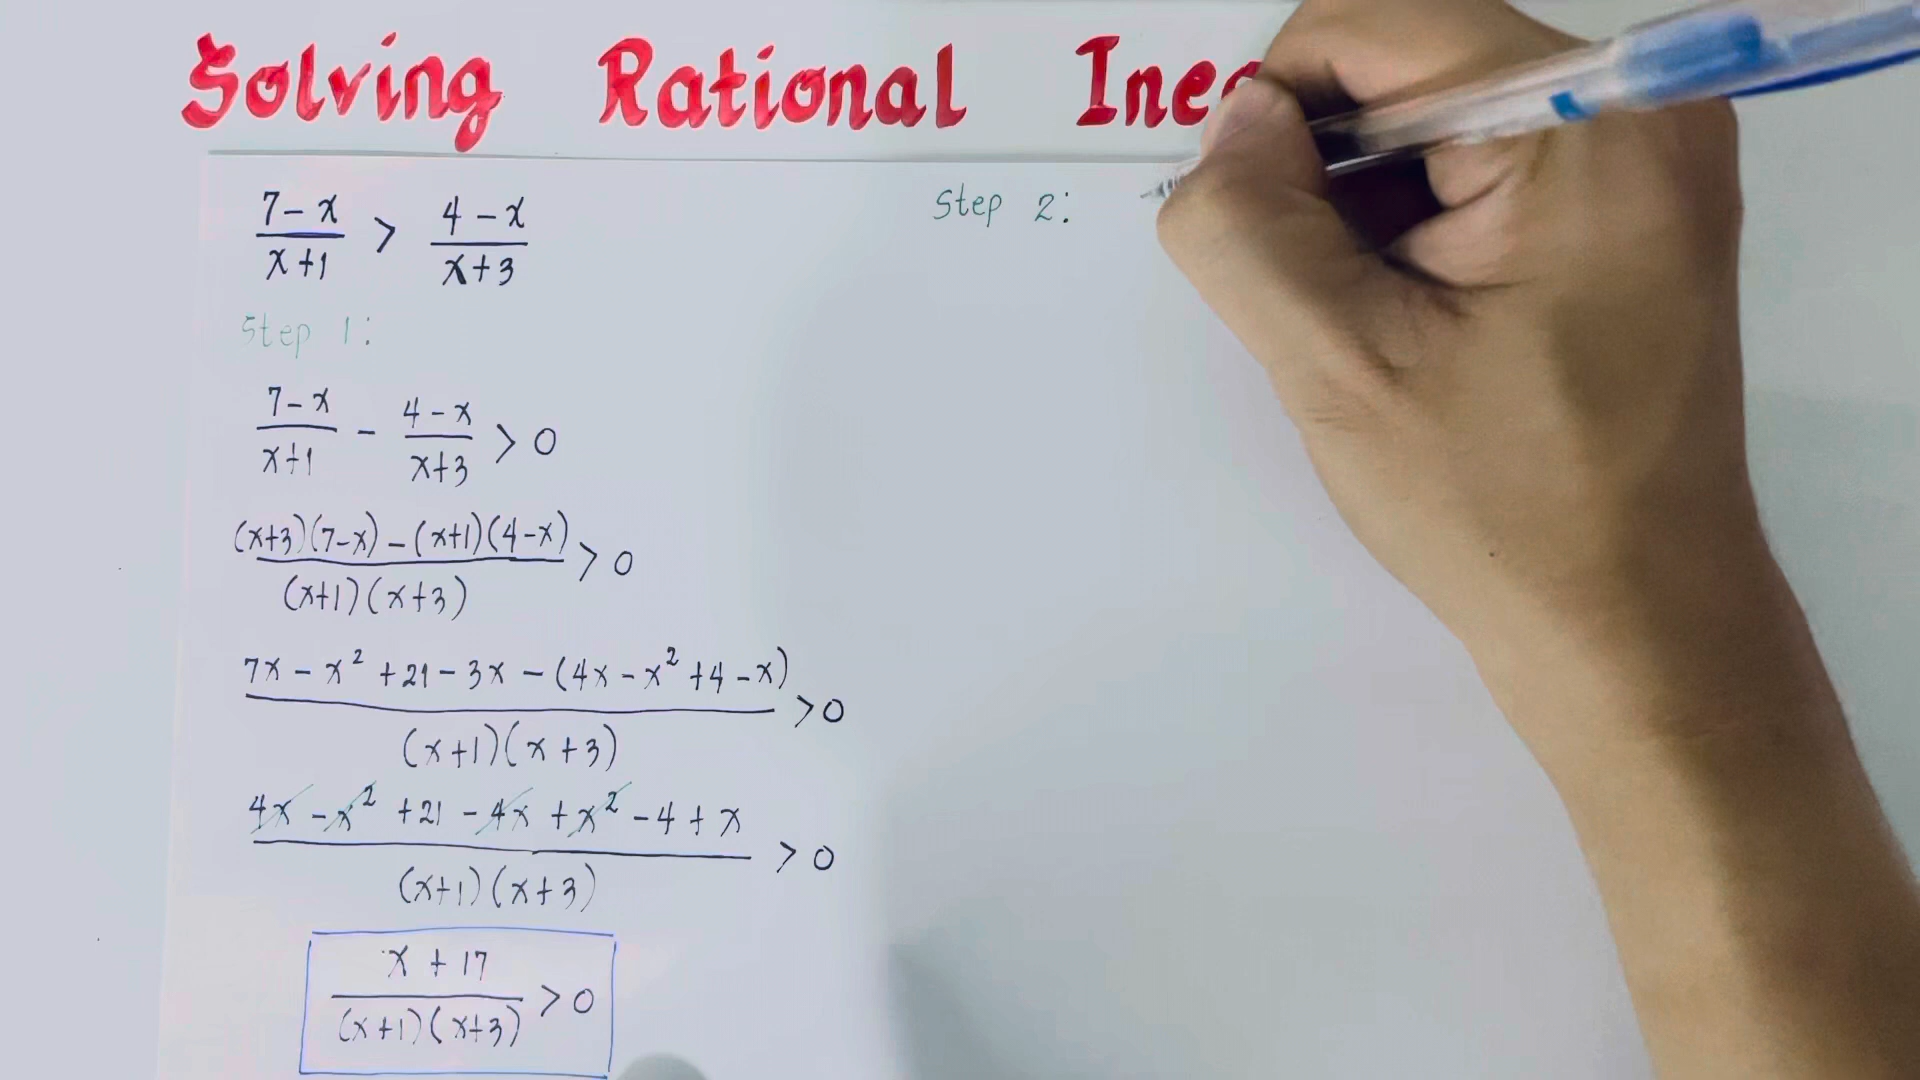 Solving Rational
7-x/x+1 > 4-x/x+3
Step 1:
7-x/x+1 - 4-x/x+3 > 0
(x+3)(7-x)-(x+1)(4-x)/(x+1)(x+3) > 0
7x - x² + 21 - 3x - (4x - x² + 4 - x)/(x+1)(x+3) > 0
4x - x² + 21 - 4x + x² - 4 + x/(x+1)(x+3) > 0
x + 17/(x+1)(x+3) > 0
Step 2: